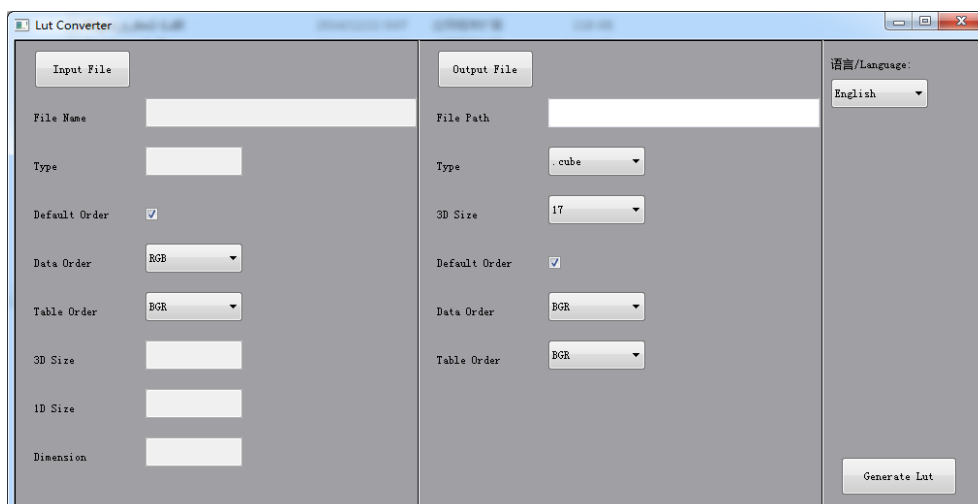 Lut Converter
Input File
File Name
Type
Default Order
Data Order RGB
Table Order BGR
3D Size
1D Size
Dimension
Output File
File Path
Type .cube
3D Size 17
Default Order
Data Order BGR
Table Order BGR
语言/Language:
English
Generate Lut